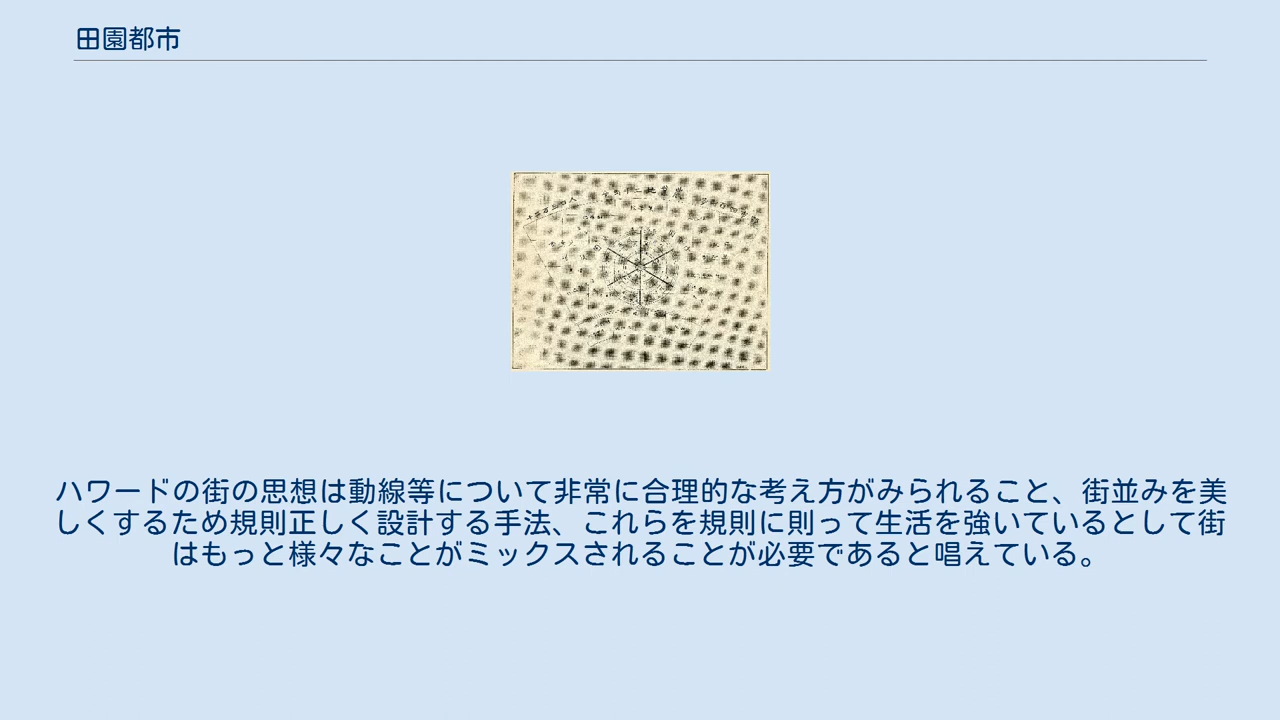 田園都市
ハワードの街の思想は動線等について非常に合理的な考え方がみられること、街並みを美
しくするため規則正しく設計する手法、これらを規則に則って生活を強いているとして街
はもっと様々なことがミックスされることが必要であると唱えている。